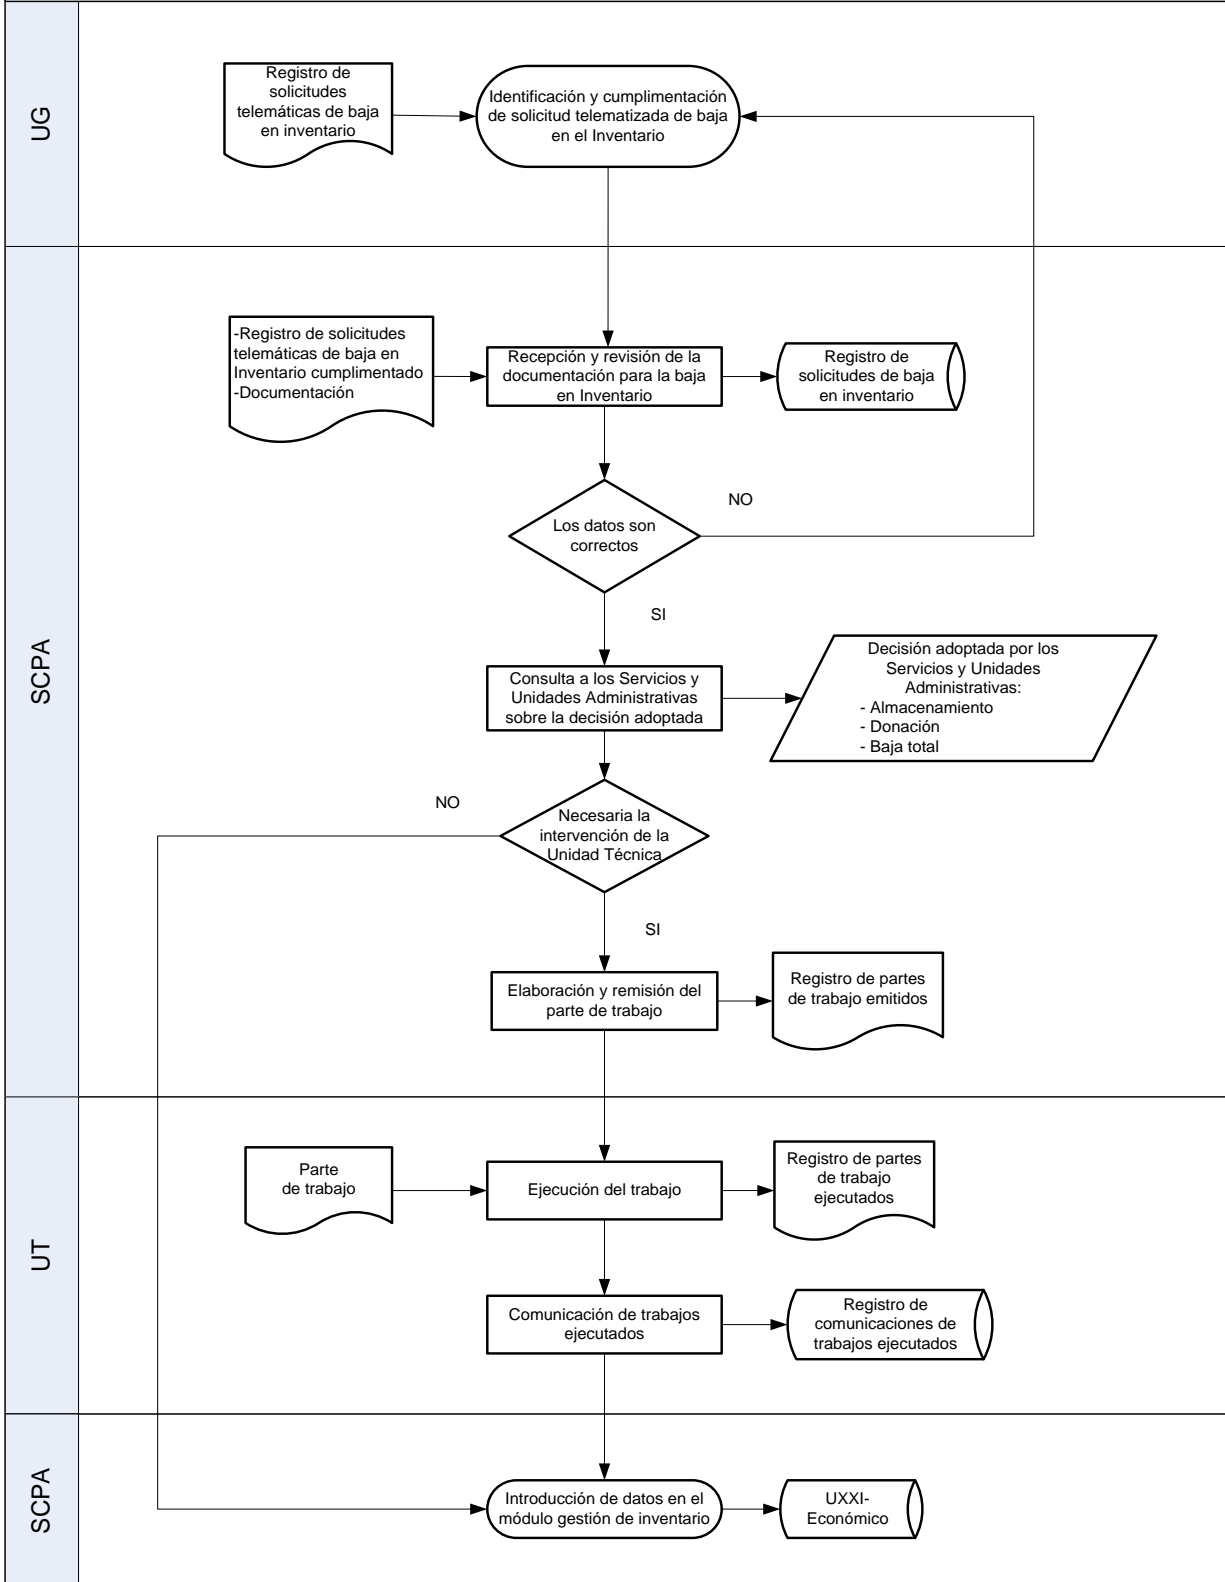 UG
Registro de
solicitudes
telemáticas de baja
en inventario
Identificación y cumplimentación
de solicitud telematizada de baja
en el Inventario
SCPA
-Registro de solicitudes
telemáticas de baja en
Inventario cumplimentado
-Documentación
Recepción y revisión de la
documentación para la baja
en Inventario
Registro de
solicitudes de baja
en inventario
Los datos son
correctos
NO
SI
Consulta a los Servicios y
Unidades Administrativas
sobre la decisión adoptada
Decisión adoptada por los
Servicios y Unidades
Administrativas:
- Almacenamiento
- Donación
- Baja total
NO
Necesaria la
intervención de la
Unidad Técnica
SI
Elaboración y remisión del
parte de trabajo
Registro de partes
de trabajo emitidos
UT
Parte
de trabajo
Ejecución del trabajo
Registro de partes
de trabajo
ejecutados
Comunicación de trabajos
ejecutados
Registro de
comunicaciones de
trabajos ejecutados
SCPA
Introducción de datos en el
módulo gestión de inventario
UXXI-
Económico